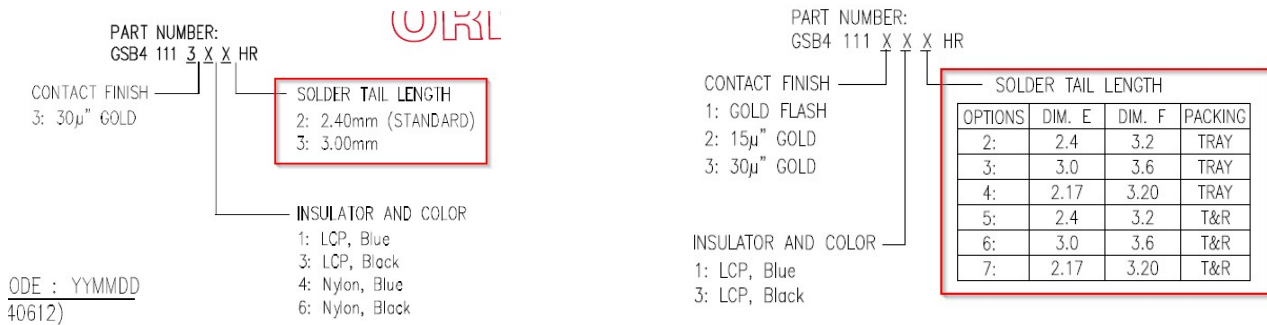 PART NUMBER:
GSB4 111 3 X X HR
CONTACT FINISH
3: 30µ" GOLD
SOLDER TAIL LENGTH
2: 2.40mm (STANDARD)
3: 3.00mm
INSULATOR AND COLOR
1: LCP, Blue
3: LCP, Black
4: Nylon, Blue
6: Nylon, Black
ODE : YYMMDD
40612)
PART NUMBER:
GSB4 111 X X X HR
CONTACT FINISH
1: GOLD FLASH
2: 15µ" GOLD
3: 30µ" GOLD
SOLDER TAIL LENGTH
OPTIONS DIM. E DIM. F PACKING
2: 2.4 3.2 TRAY
3: 3.0 3.6 TRAY
4: 2.17 3.20 TRAY
5: 2.4 3.2 T&R
6: 3.0 3.6 T&R
7: 2.17 3.20 T&R
INSULATOR AND COLOR
1: LCP, Blue
3: LCP, Black